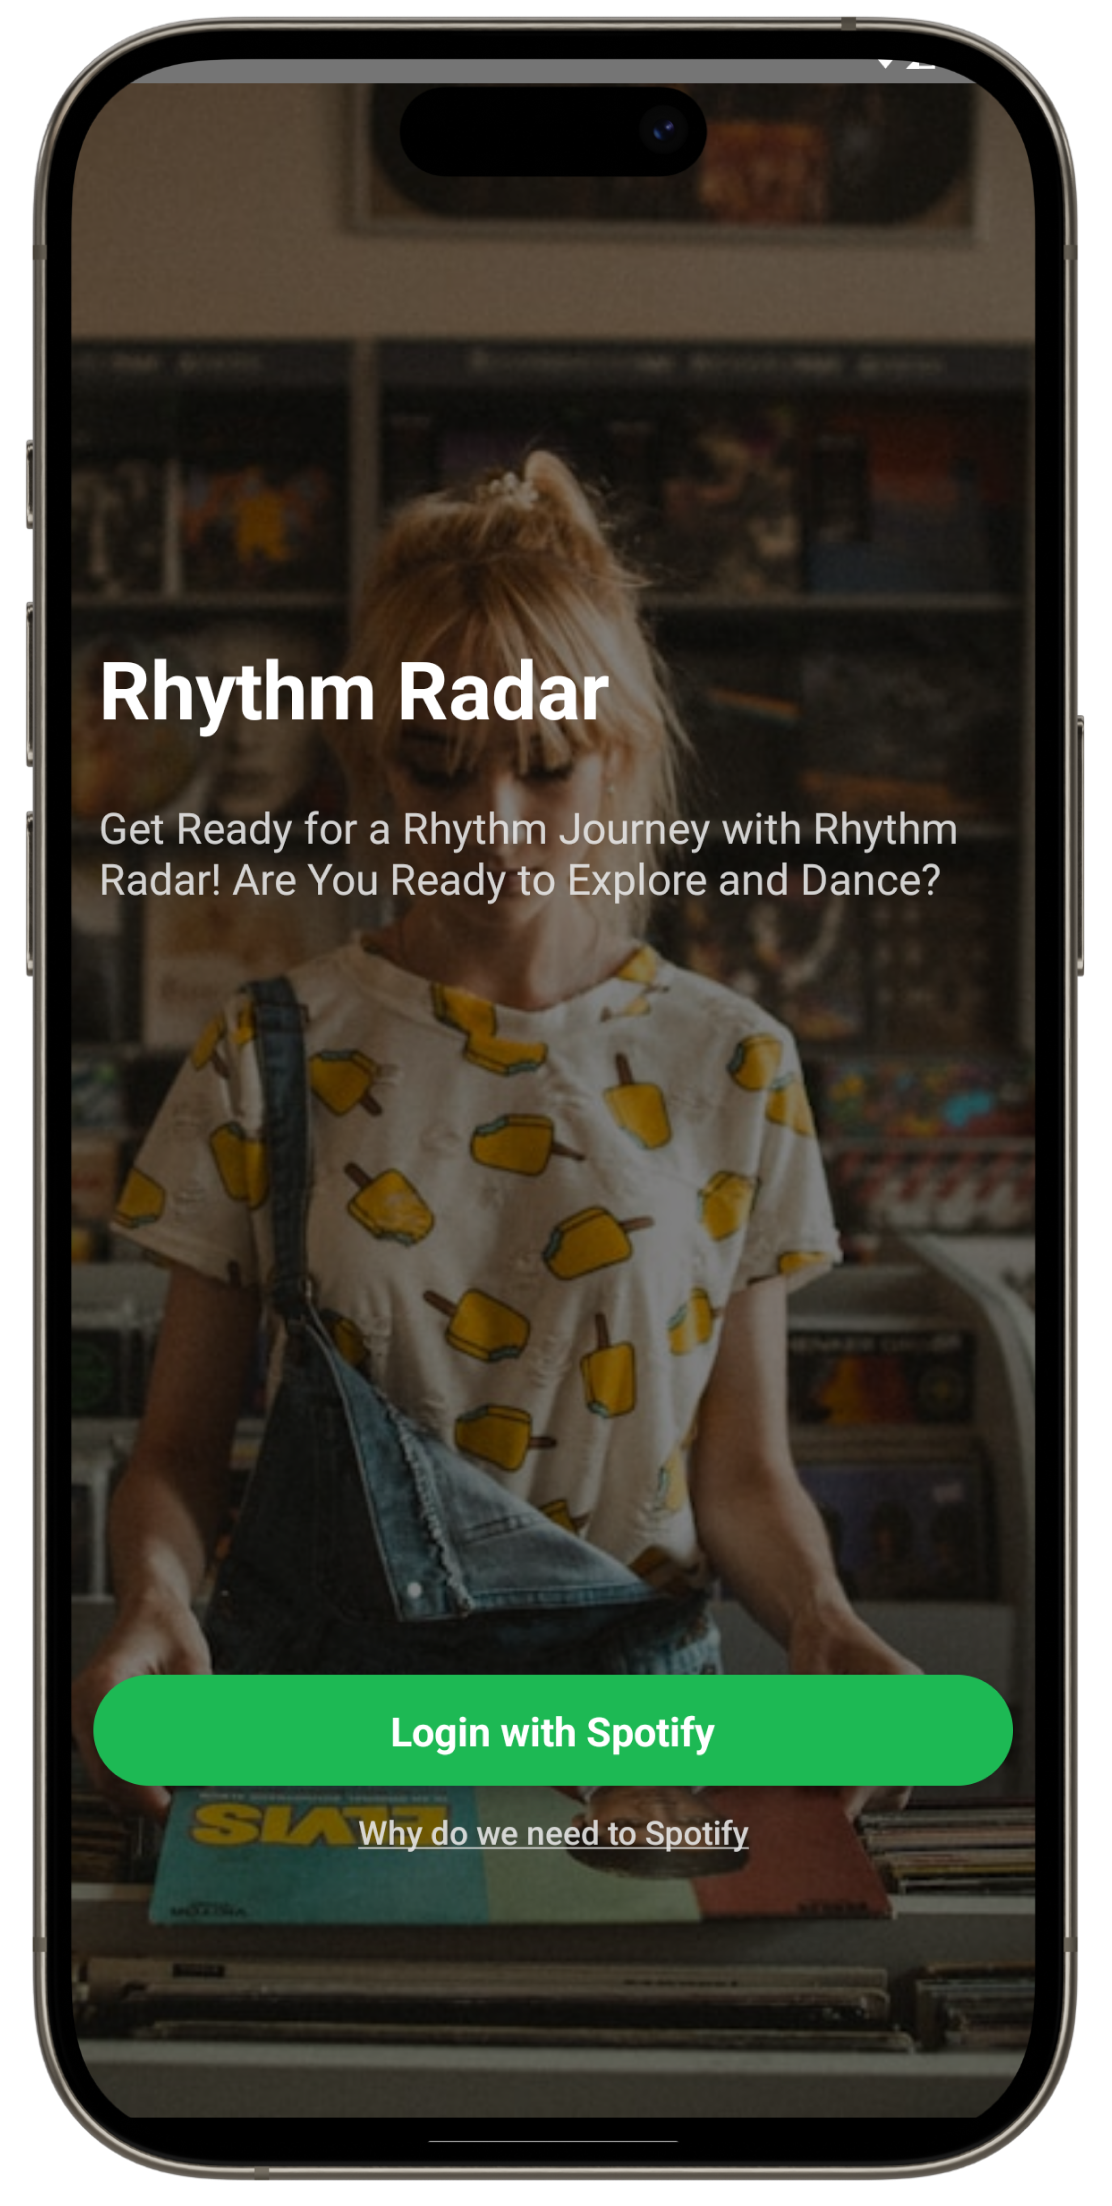 Rhythm Radar
Get Ready for a Rhythm Journey with Rhythm
Radar! Are You Ready to Explore and Dance?
Login with Spotify
ELVIS
Why do we need to Spotify